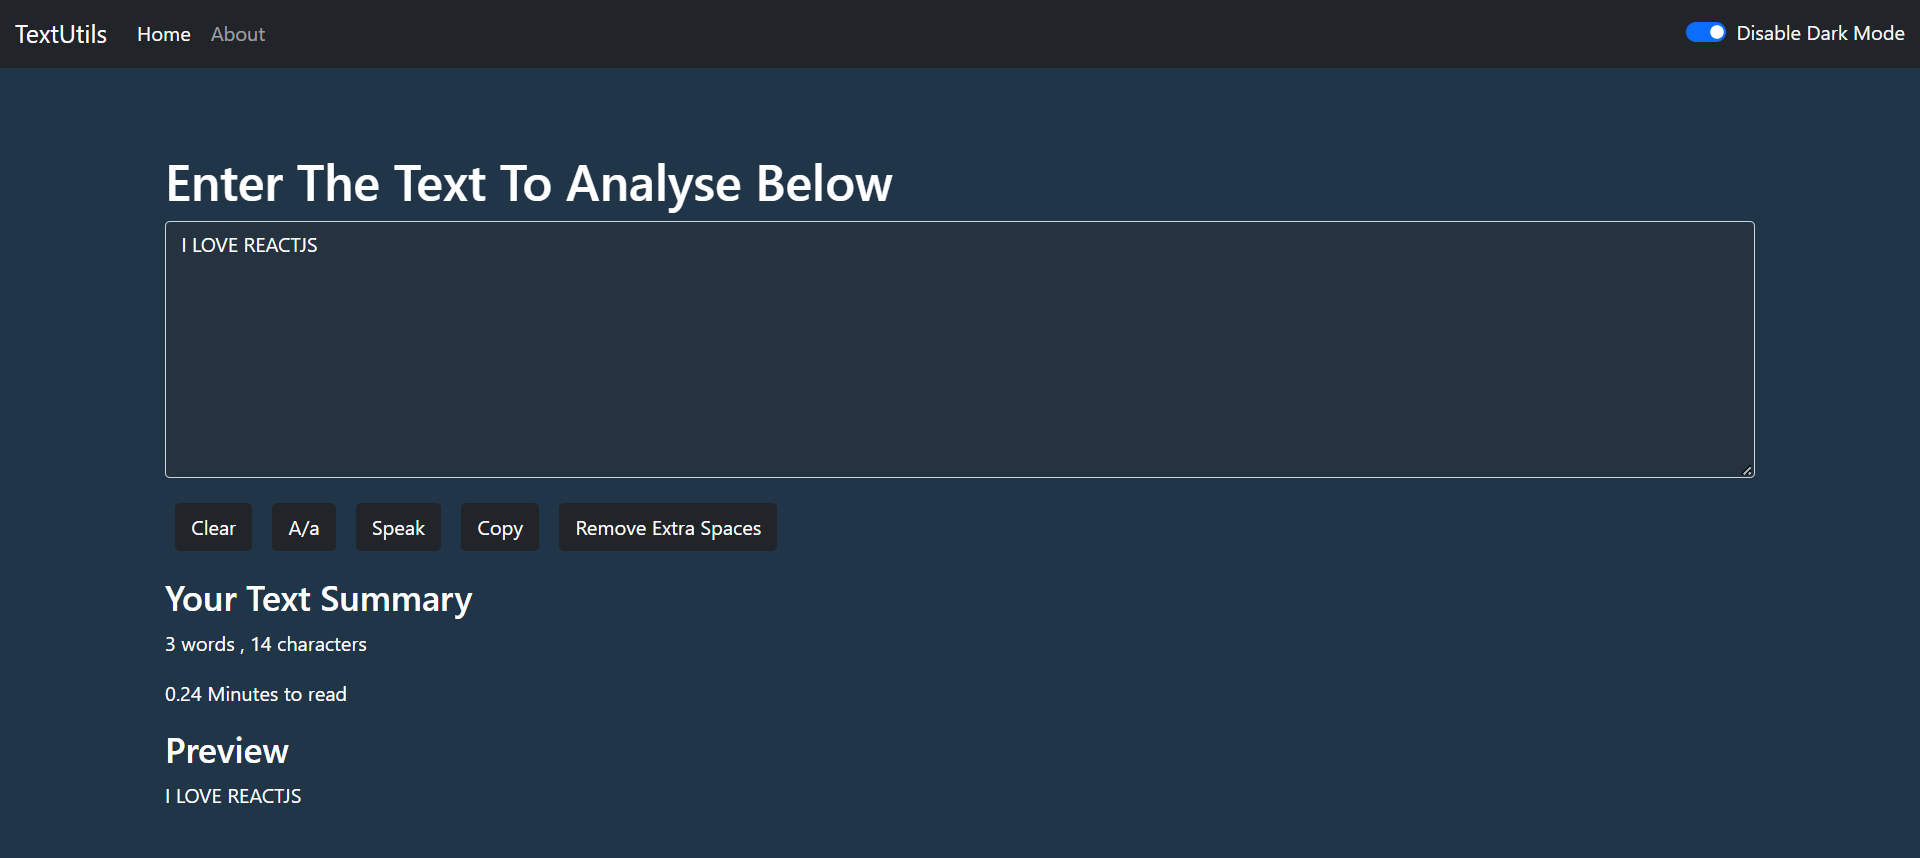 TextUtils Home About Disable Dark Mode
Enter The Text To Analyse Below
I LOVE REACTJS
Clear A/a Speak Copy Remove Extra Spaces
Your Text Summary
3 words , 14 characters
0.24 Minutes to read
Preview
I LOVE REACTJS